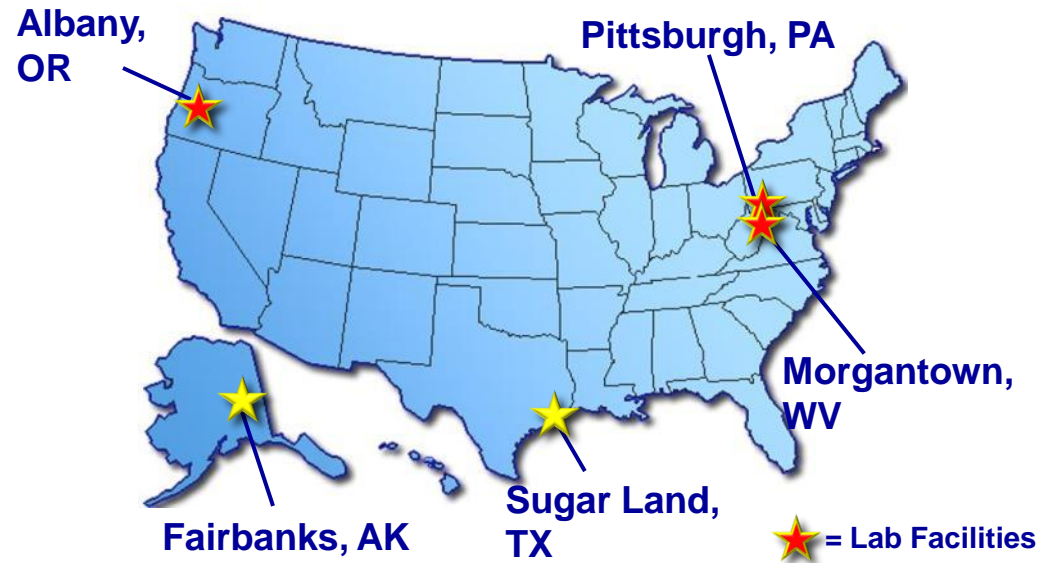 Albany,
OR
Pittsburgh, PA
Morgantown,
WV
Sugar Land,
TX
Fairbanks, AK
= Lab Facilities